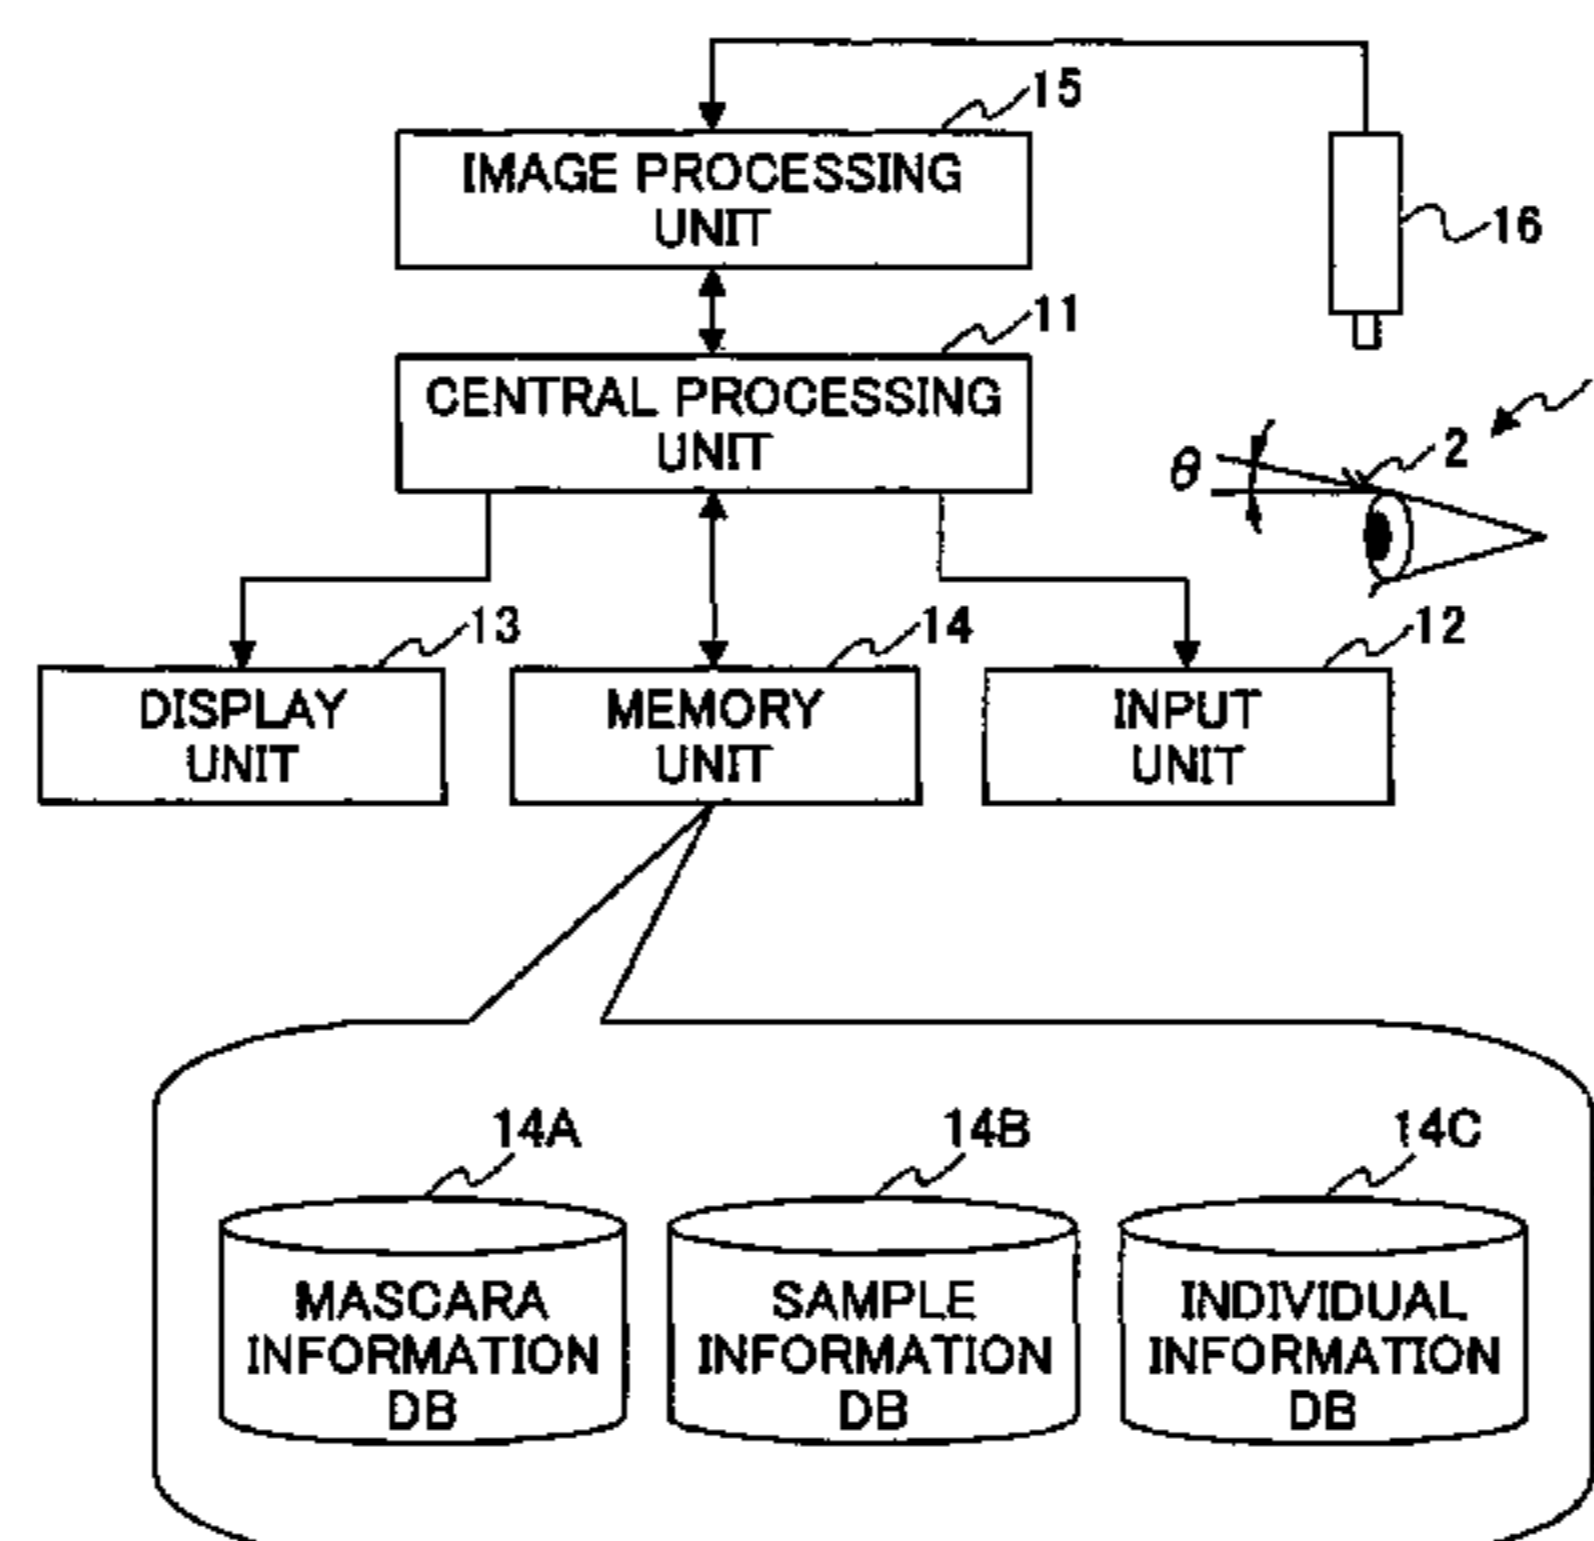 15
IMAGE PROCESSING
UNIT
16
11
CENTRAL PROCESSING
UNIT
θ
2
13
DISPLAY
UNIT
14
MEMORY
UNIT
12
INPUT
UNIT
14A
MASCARA
INFORMATION
DB
14B
SAMPLE
INFORMATION
DB
14C
INDIVIDUAL
INFORMATION
DB